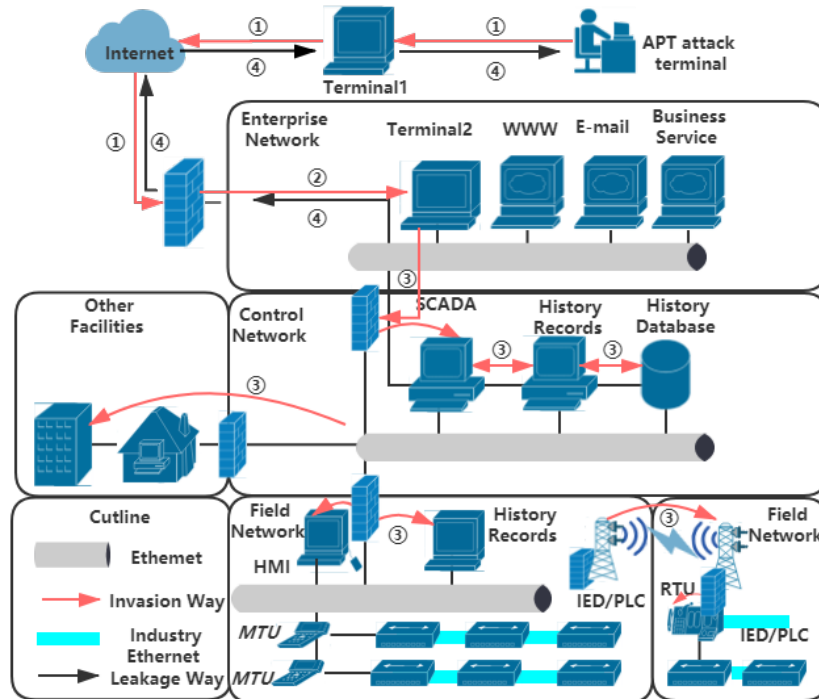 ①
①
Internet
④
④
APT attack
terminal
Terminal1
①
④
Enterprise
Network
Terminal2
WWW
E-mail
Business
Service
②
④
③
Other
Facilities
Control
Network
SCADA
History
Records
History
Database
③
③
③
Cutline
Ethemet
Invasion Way
Industry
Ethernet
Leakage Way
Field
Network
③
History
Records
HMI
MTU
MTU
IED/PLC
③
Field
Network
RTU
IED/PLC